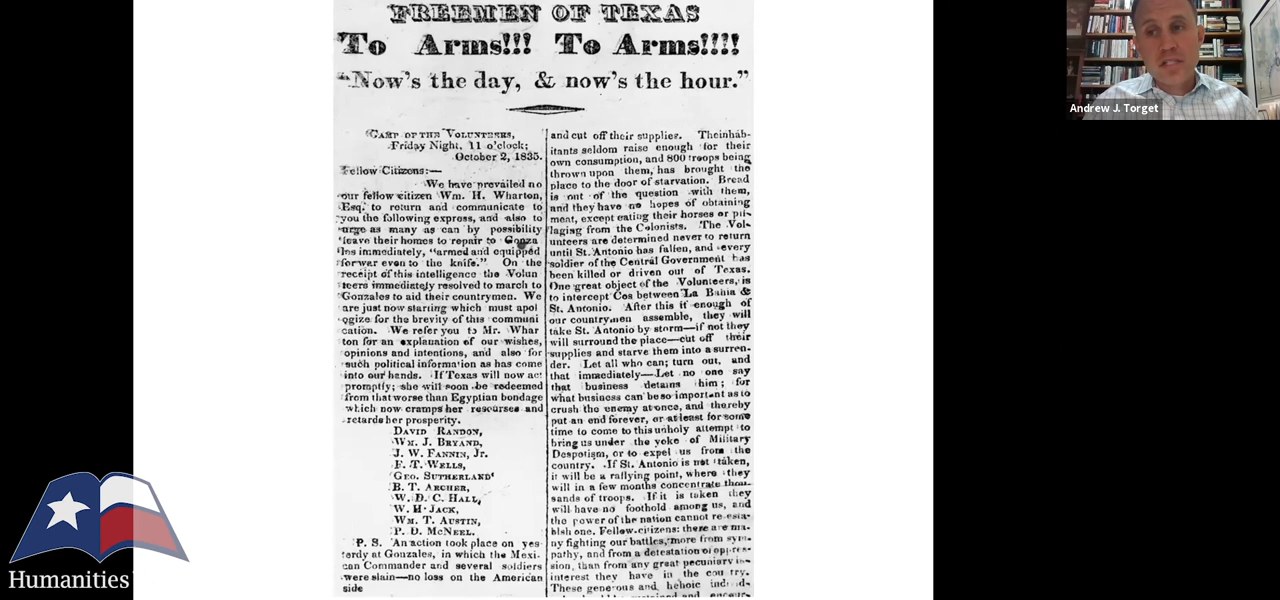 FREEMEN OF TEXAS
To Arms!!! To Arms!!!!
"Now's the day, & now's the hour."
CAMP OF THE VOLUNTEERS,
Friday Night, 11 o'clock;
October 2, 1835.
Fellow Citizens:—
We have prevailed no
our fellow citizen Wm. H. Wharton,
Esq. to return and communicate to
you the following express, and also to
urge as many as can by possibility
leave their homes to repair to Gonza
les immediately, "armed and equipped
for war even to the knife." On the
receipt of this intelligence the Volun
teers immediately resolved to march to
Gonzales to aid their countrymen. We
are just now starting which must apol
ogize for the brevity of this communi
cation. We refer you to Mr. Whar
ton for an explanation of our wishes,
opinions and intentions, and also for
such political information as has come
into our hands. If Texas will now act
promptly; she will soon be redeemed
from that worse than Egyptian bondage
which now cramps her resourses and
retards her prosperity.
DAVID RANDON,
WM. J. BRYAND,
J. W. FANNIN, JR.
F. T. WELLS,
GEO. SUTHERLAND
B. T. ARCHER,
W. D. C. HALL,
W. H. JACK,
WM. T. AUSTIN,
P. D. McNEEL.
P. S. An action took place on yes-
terdy at Gonzales, in which the Mexi-
can Commander and several soldiers
were slain—no loss on the American
side
and cut off their supplies. The inhab-
itants seldom raise enough for their
own consumption, and 800 troops being
thrown upon them, has brought the
place to the door of starvation. Bread
is out of the question with them,
and they have no hopes of obtaining
meat, except eating their horses or pil-
laging from the Colonists. The Vol-
unteers are determined never to return
until St. Antonio has fallen, and every
soldier of the Central Government has
been killed or driven out of Texas.
One great object of the Volunteers, is
to intercept Cos between La Bahia &
St. Antonio. After this if enough of
our countrymen assemble, they will
take St. Antonio by storm—if not they
will surround the place—cut off their
supplies and starve them into a surren-
der. Let all who can; turn out, and
that immediately—Let no one say
that business detains him; for
what business can be so important as to
crush the enemy at once, and thereby
put an end forever, or at least for some
time to come to this unholy attempt to
bring us under the yoke of Military
Despotism, or to expel us from the
country. If St. Antonio is not taken,
it will be a rallying point, where they
will in a few months concentrate thou-
sands of troops. If it is taken they
will have no foothold among us, and
the power of the nation cannot re-esta-
blsh one. Fellow-citizens: there are ma-
ny fighting our battles, more from sym-
pathy, and from a detestation of oppres-
sion, than from any great pecuniary in-
interest they have in the country.
These generous and heroic individ-
Andrew J. Torget
Humanities